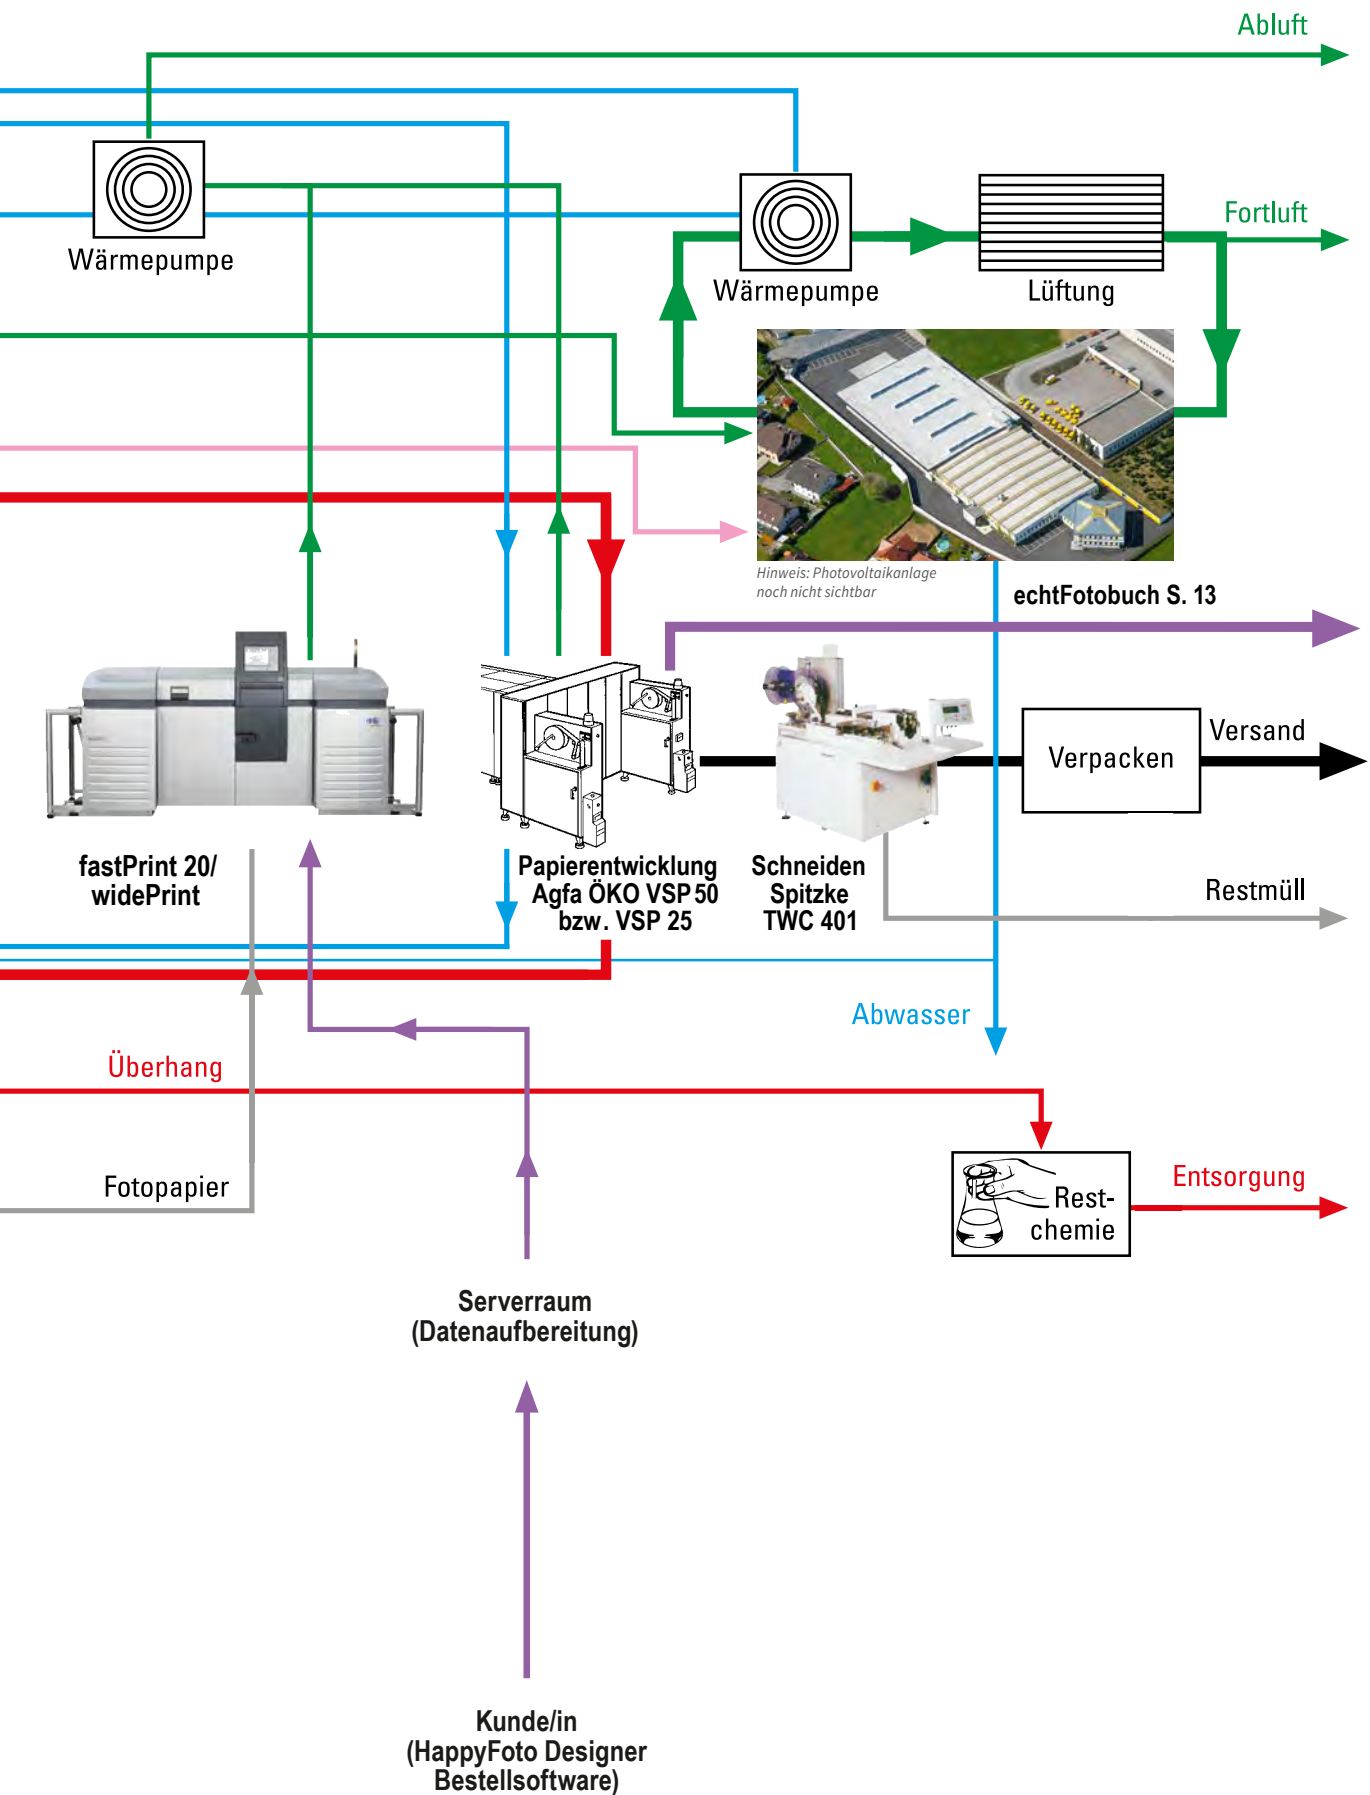 Abluft
Fortluft
Wärmepumpe
Wärmepumpe
Lüftung
Hinweis: Photovoltaikanlage
noch nicht sichtbar
echtFotobuch S. 13
Versand
Verpacken
fastPrint 20/
widePrint
Papierentwicklung
Agfa ÖKO VSP 50
bzw. VSP 25
Schneiden
Spitzke
TWC 401
Restmüll
Abwasser
Überhang
Fotopapier
Rest-
chemie
Entsorgung
Serverraum
(Datenaufbereitung)
Kunde/in
(HappyFoto Designer
Bestellsoftware)